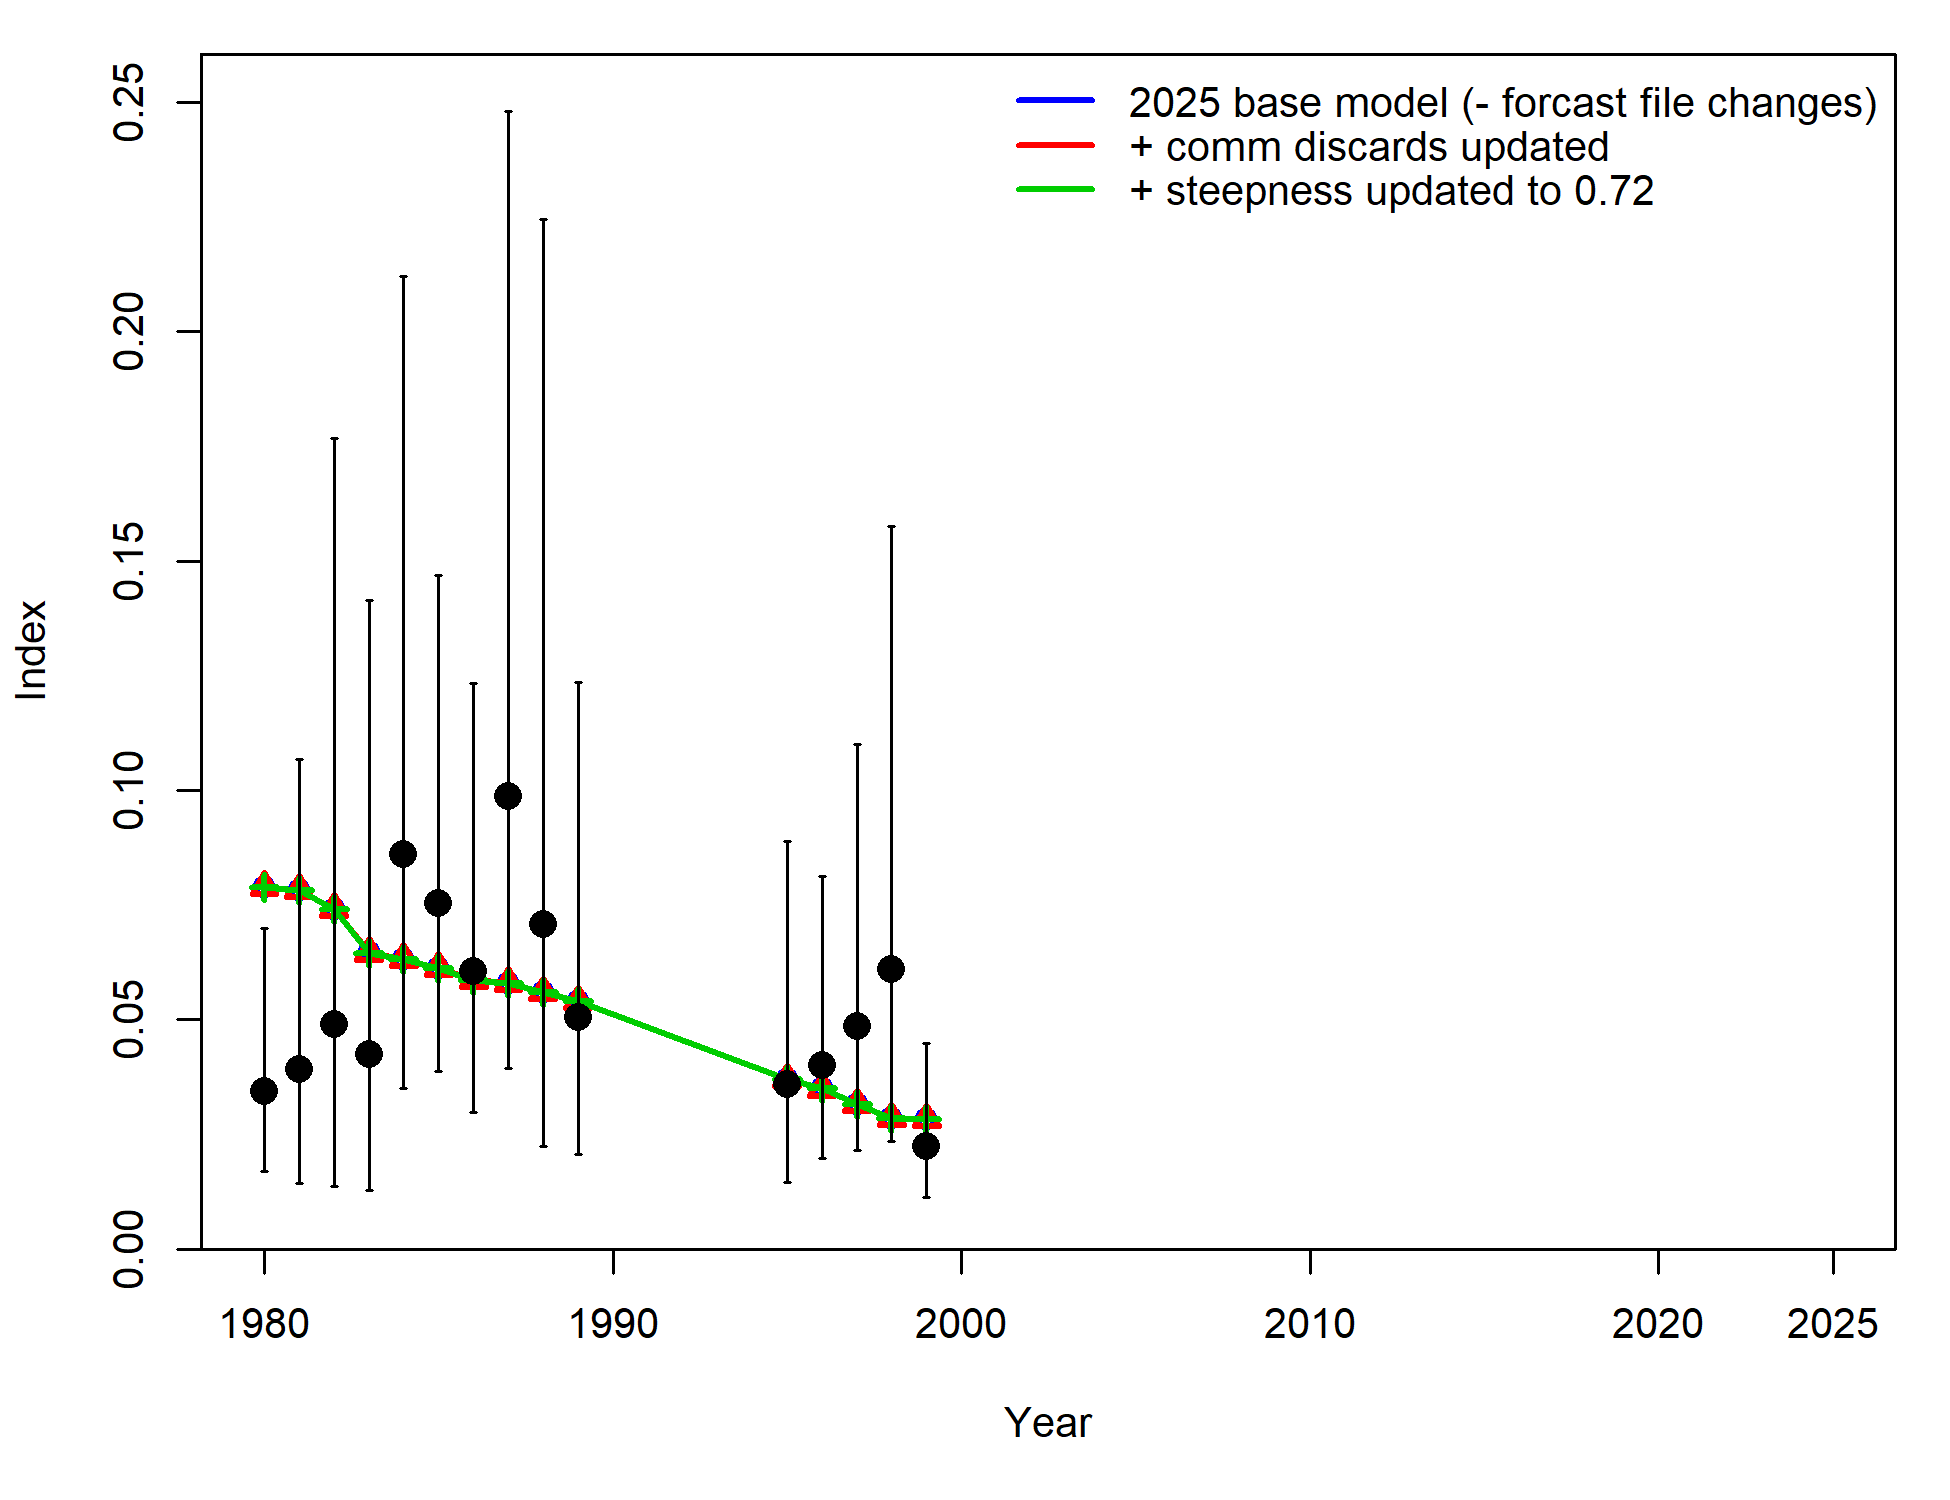 2025 base model (- forcast file changes)
+ comm discards updated
+ steepness updated to 0.72
Index
0.25
0.20
0.15
0.10
0.05
0.00
1980 1990 2000 2010 2020 2025
Year